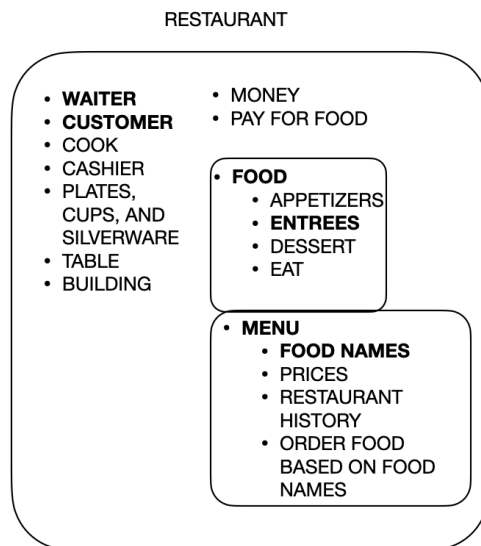 RESTAURANT
• WAITER
• CUSTOMER
• COOK
• CASHIER
• PLATES,
CUPS, AND
SILVERWARE
• TABLE
• BUILDING
• MONEY
• PAY FOR FOOD
• FOOD
• APPETIZERS
• ENTREES
• DESSERT
• EAT
• MENU
• FOOD NAMES
• PRICES
• RESTAURANT
HISTORY
• ORDER FOOD
BASED ON FOOD
NAMES